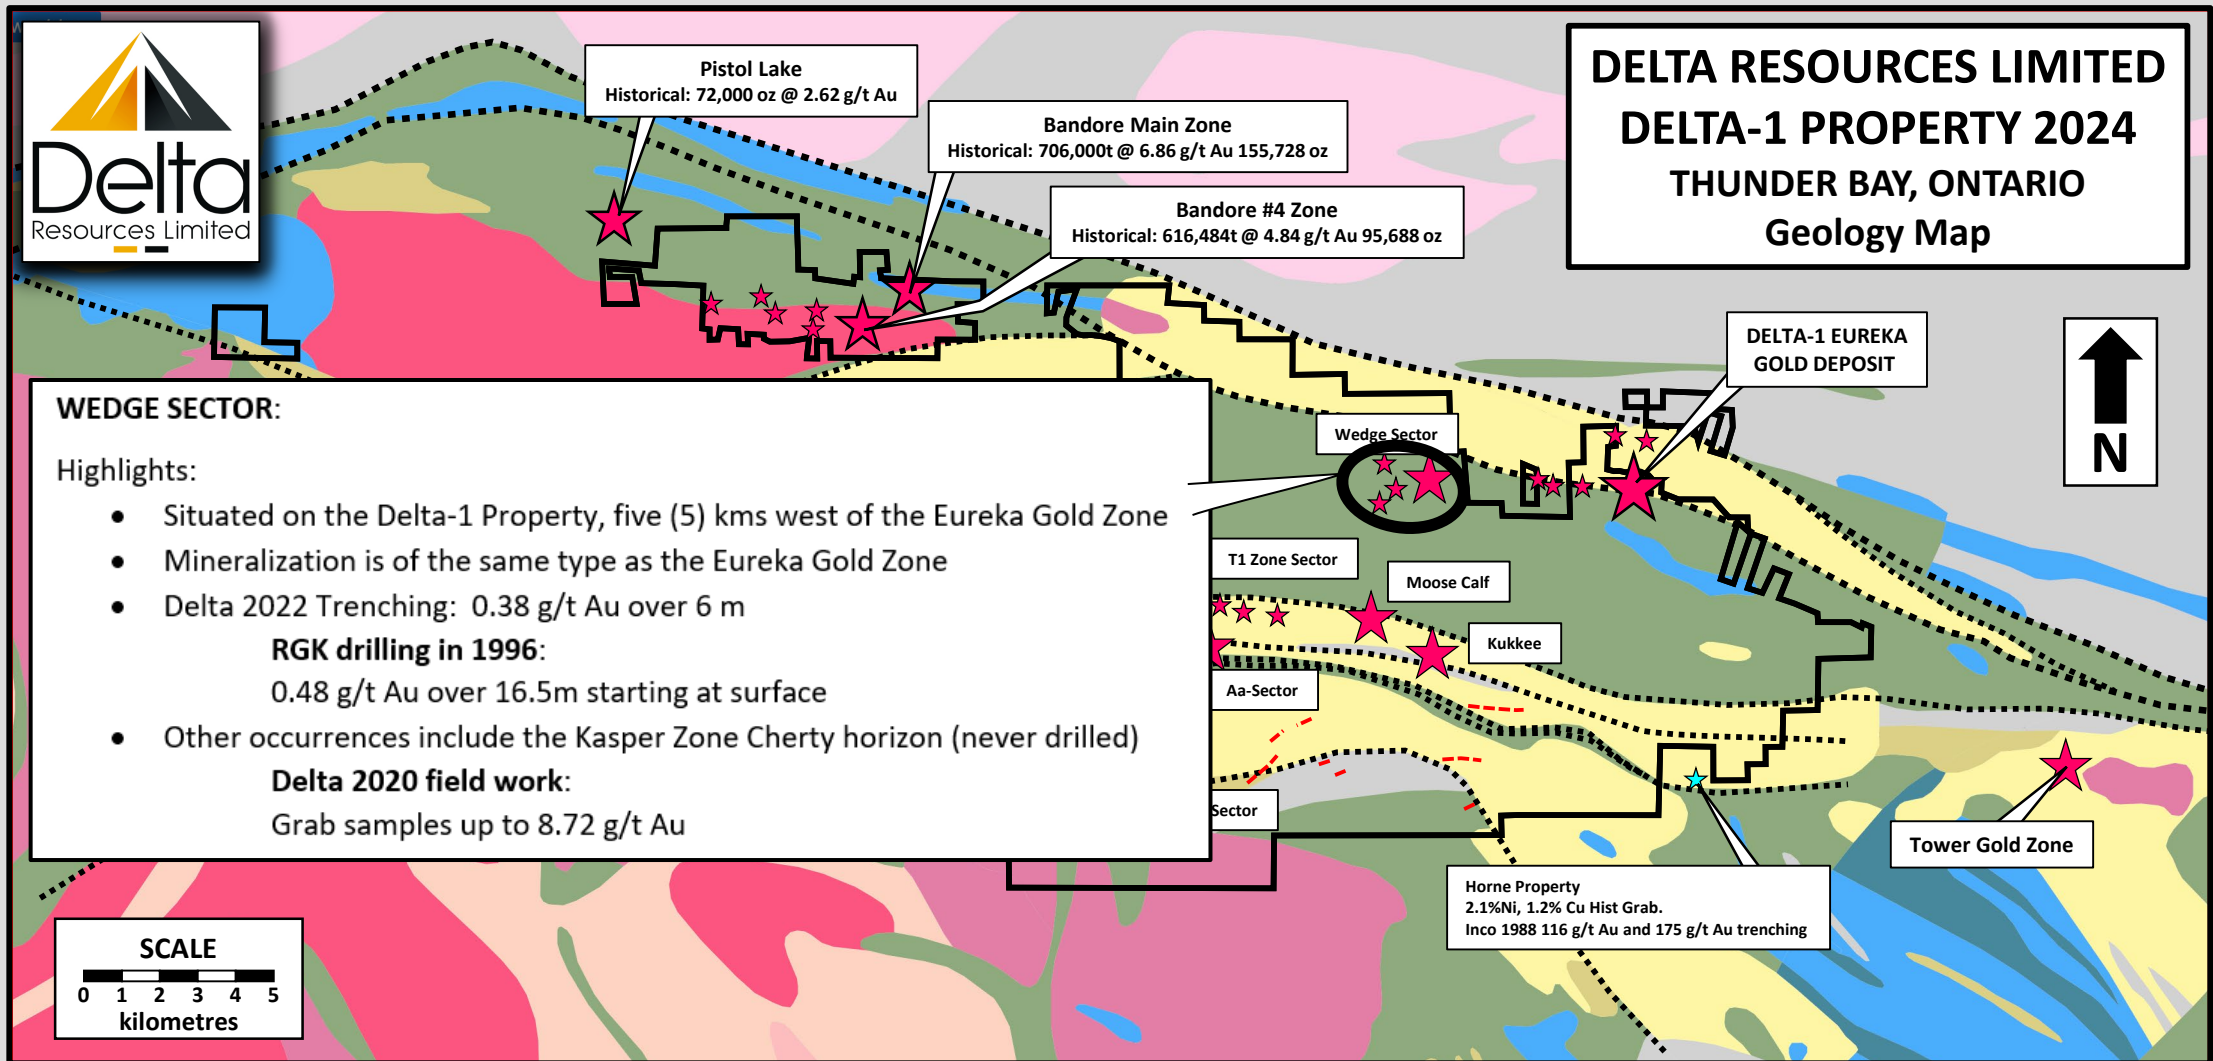 Delta
Resources Limited
Pistol Lake
Historical: 72,000 oz @ 2.62 g/t Au
Bandore Main Zone
Historical: 706,000t @ 6.86 g/t Au 155,728 oz
Bandore #4 Zone
Historical: 616,484t @ 4.84 g/t Au 95,688 oz
DELTA RESOURCES LIMITED
DELTA-1 PROPERTY 2024
THUNDER BAY, ONTARIO
Geology Map
DELTA-1 EUREKA
GOLD DEPOSIT
N
WEDGE SECTOR:
Highlights:
• Situated on the Delta-1 Property, five (5) kms west of the Eureka Gold Zone
• Mineralization is of the same type as the Eureka Gold Zone
• Delta 2022 Trenching: 0.38 g/t Au over 6 m
RGK drilling in 1996:
0.48 g/t Au over 16.5m starting at surface
• Other occurrences include the Kasper Zone Cherty horizon (never drilled)
Delta 2020 field work:
Grab samples up to 8.72 g/t Au
Wedge Sector
T1 Zone Sector
Moose Calf
Kukkee
Aa-Sector
Sector
Tower Gold Zone
Horne Property
2.1%Ni, 1.2% Cu Hist Grab.
Inco 1988 116 g/t Au and 175 g/t Au trenching
SCALE
0 1 2 3 4 5
kilometres